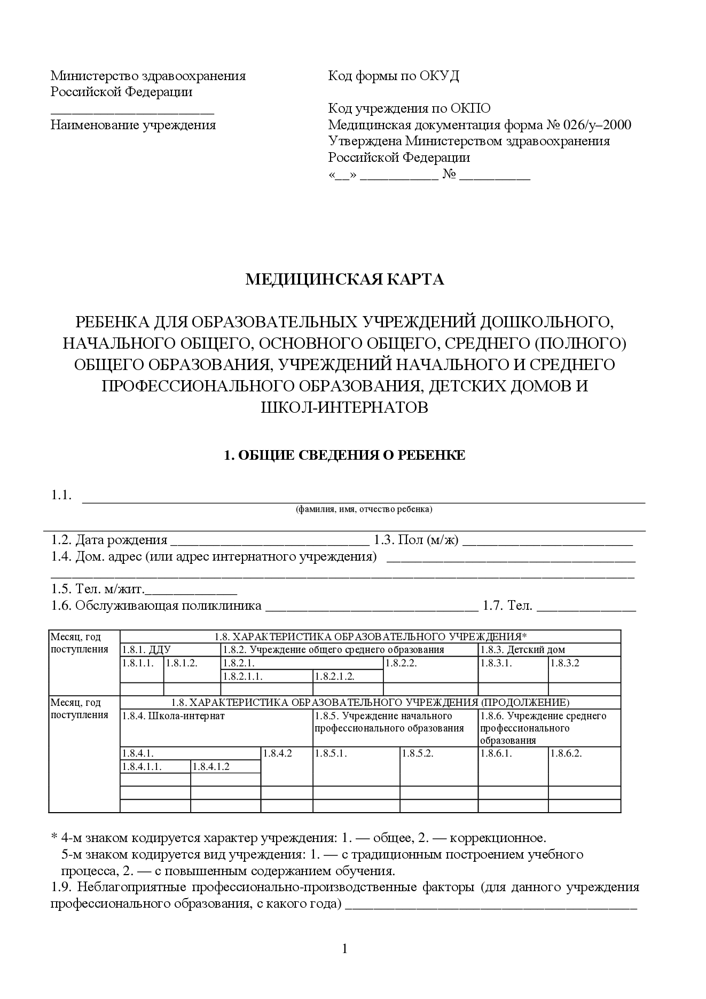 Министерство здравоохранения
Российской Федерации
_______________________
Наименование учреждения
Код формы по ОКУД
Код учреждения по ОКПО
Медицинская документация форма № 026/у–2000
Утверждена Министерством здравоохранения
Российской Федерации
«__» ___________ № __________
МЕДИЦИНСКАЯ КАРТА
РЕБЕНКА ДЛЯ ОБРАЗОВАТЕЛЬНЫХ УЧРЕЖДЕНИЙ ДОШКОЛЬНОГО,
НАЧАЛЬНОГО ОБЩЕГО, ОСНОВНОГО ОБЩЕГО, СРЕДНЕГО (ПОЛНОГО)
ОБЩЕГО ОБРАЗОВАНИЯ, УЧРЕЖДЕНИЙ НАЧАЛЬНОГО И СРЕДНЕГО
ПРОФЕССИОНАЛЬНОГО ОБРАЗОВАНИЯ, ДЕТСКИХ ДОМОВ И
ШКОЛ-ИНТЕРНАТОВ
1. ОБЩИЕ СВЕДЕНИЯ О РЕБЕНКЕ
1.1.
(фамилия, имя, отчество ребенка)
1.2. Дата рождения ____________________________ 1.3. Пол (м/ж) ________________________
1.4. Дом. адрес (или адрес интернатного учреждения) ___________________________________
__________________________________________________________________________________
1.5. Тел. м/жит._____________
1.6. Обслуживающая поликлиника ______________________________ 1.7. Тел. ______________
Месяц, год
поступления
1.8. ХАРАКТЕРИСТИКА ОБРАЗОВАТЕЛЬНОГО УЧРЕЖДЕНИЯ*
1.8.1. ДДУ 1.8.2. Учреждение общего среднего образования 1.8.3. Детский дом
1.8.1.1. 1.8.1.2. 1.8.2.1. 1.8.2.2. 1.8.3.1. 1.8.3.2
1.8.2.1.1. 1.8.2.1.2.
Месяц, год
поступления
1.8. ХАРАКТЕРИСТИКА ОБРАЗОВАТЕЛЬНОГО УЧРЕЖДЕНИЯ (ПРОДОЛЖЕНИЕ)
1.8.4. Школа-интернат
1.8.5. Учреждение начального
профессионального образования
1.8.6. Учреждение среднего
профессионального
образования
1.8.4.1. 1.8.4.2 1.8.5.1. 1.8.5.2. 1.8.6.1. 1.8.6.2.
1.8.4.1.1. 1.8.4.1.2
* 4-м знаком кодируется характер учреждения: 1. — общее, 2. — коррекционное.
5-м знаком кодируется вид учреждения: 1. — с традиционным построением учебного
процесса, 2. — с повышенным содержанием обучения.
1.9. Неблагоприятные профессионально-производственные факторы (для данного учреждения
профессионального образования, с какого года) _________________________________________
1